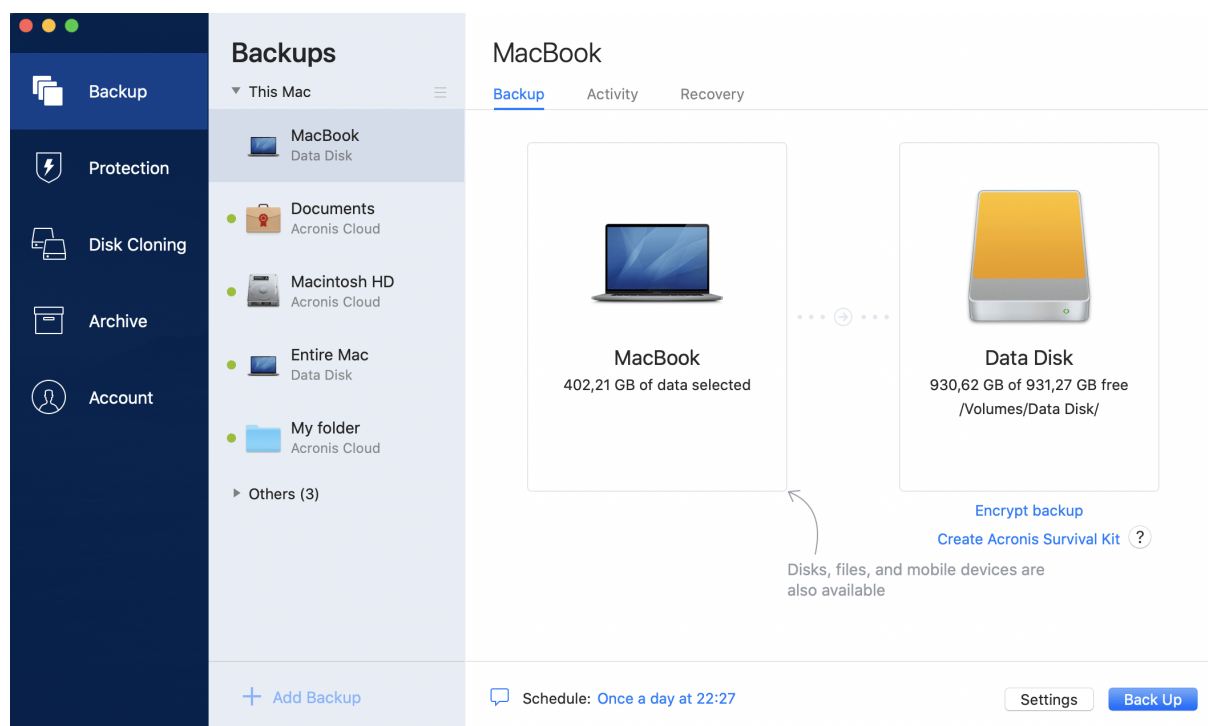 Backup
Protection
Disk Cloning
Archive
Account
Backups
This Mac
MacBook
Data Disk
Documents
Acronis Cloud
Macintosh HD
Acronis Cloud
Entire Mac
Data Disk
My folder
Acronis Cloud
Others (3)
Add Backup
MacBook
Backup Activity Recovery
MacBook
402,21 GB of data selected
Data Disk
930,62 GB of 931,27 GB free
/Volumes/Data Disk/
Encrypt backup
Create Acronis Survival Kit ?
Disks, files, and mobile devices are
also available
Schedule: Once a day at 22:27
Settings Back Up